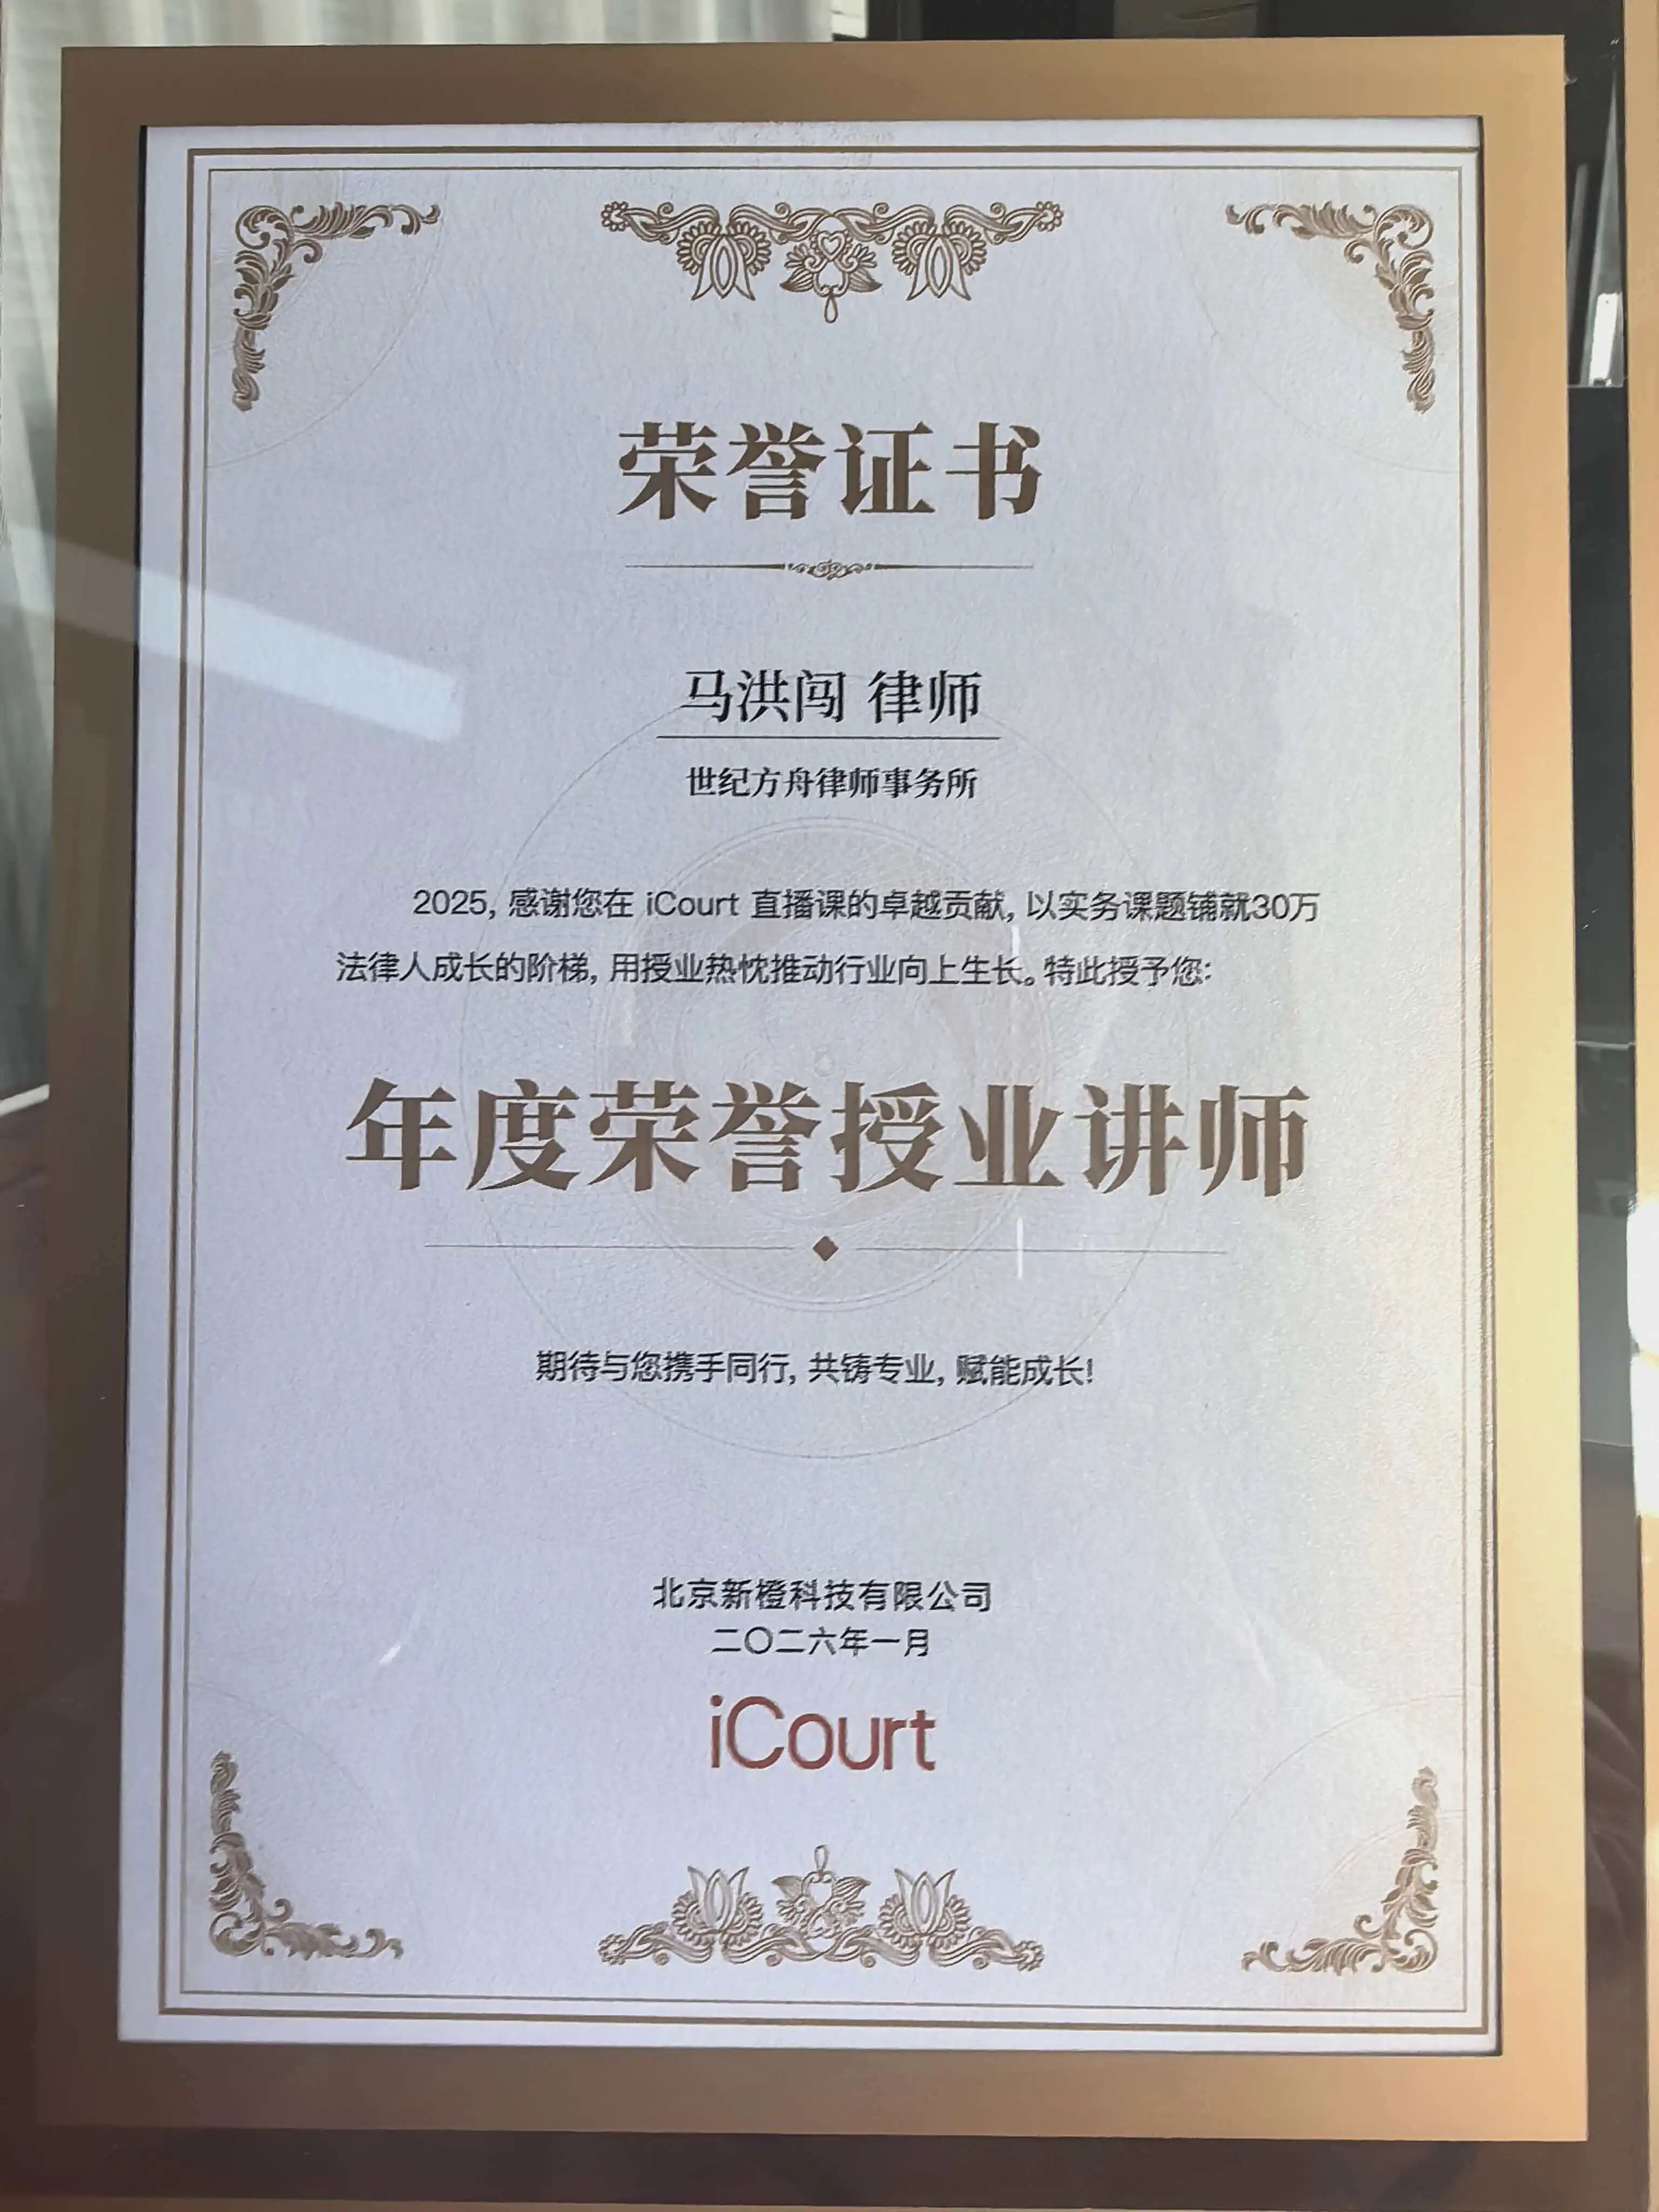 荣誉证书
马洪闯 律师
世纪方舟律师事务所
2025, 感谢您在 iCourt 直播课的卓越贡献, 以实务课题铺就30万
法律人成长的阶梯, 用授业热忱推动行业向上生长。特此授予您:
年度荣誉授业讲师
期待与您携手同行, 共铸专业, 赋能成长!
北京新橙科技有限公司
二〇二六年一月
iCourt